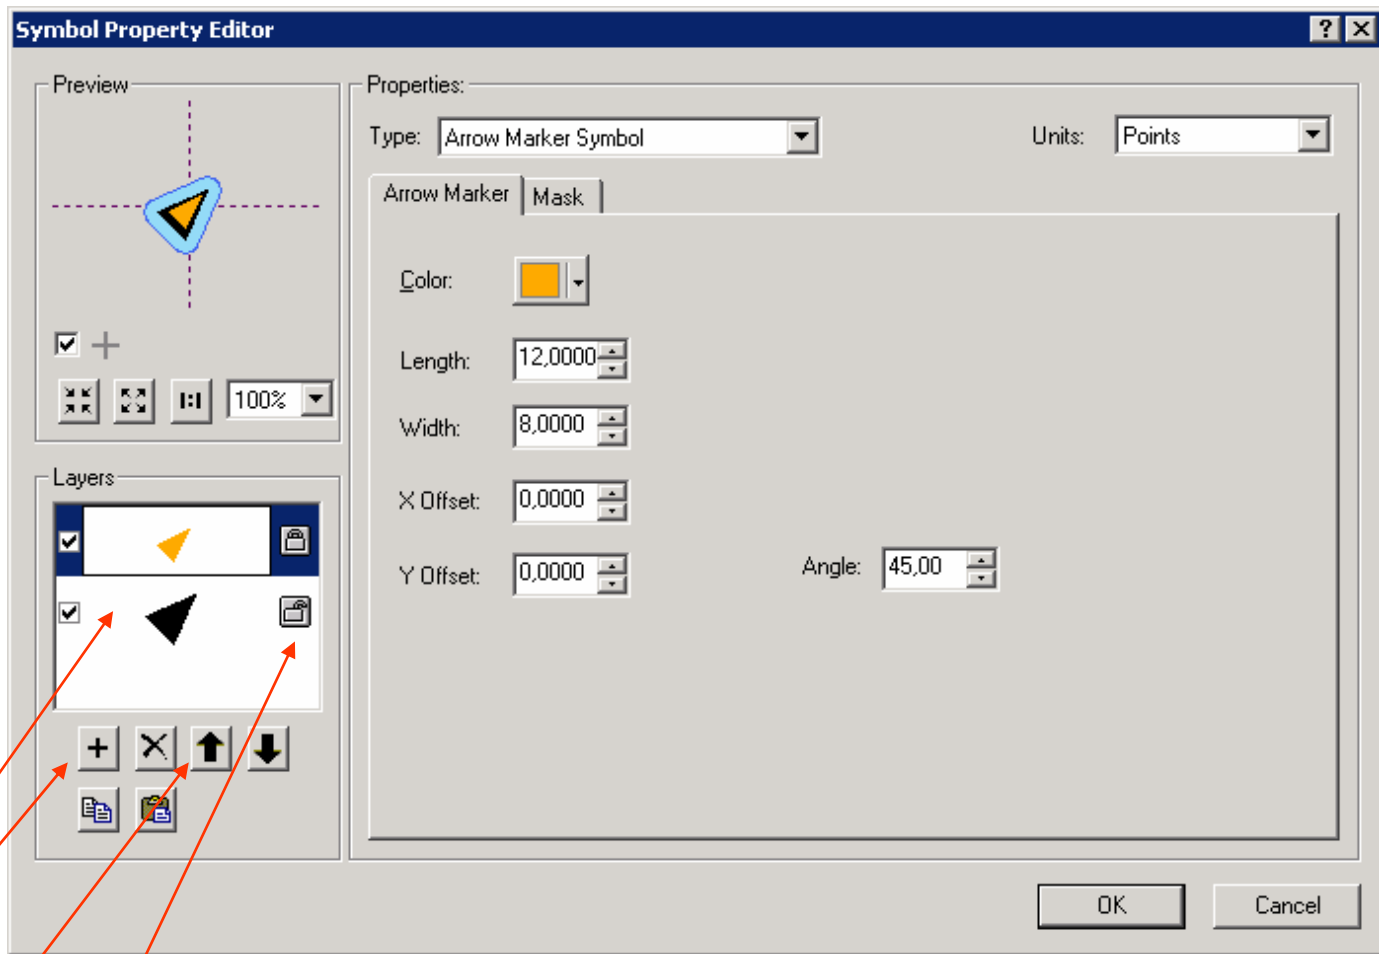 Symbol Property Editor
Preview
100%
Layers
Properties:
Type: Arrow Marker Symbol Units: Points
Arrow Marker Mask
Color:
Length: 12,0000
Width: 8,0000
X Offset: 0,0000
Y Offset: 0,0000 Angle: 45,00
OK Cancel